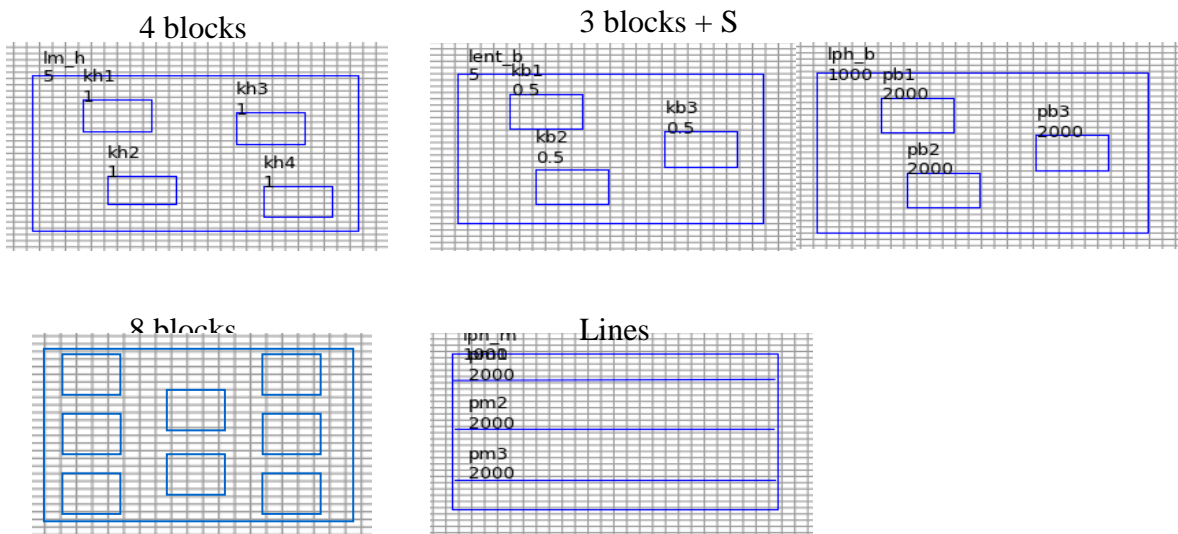 4 blocks
lm_h
5
kh1
1
kh3
1
kh2
1
kh4
1
3 blocks + S
lent_b
5
kb1
0.5
kb3
0.5
kb2
0.5
lph_b
1000
pb1
2000
pb3
2000
pb2
2000
8 blocks
Lines
lph_m
2000
pm2
2000
pm3
2000